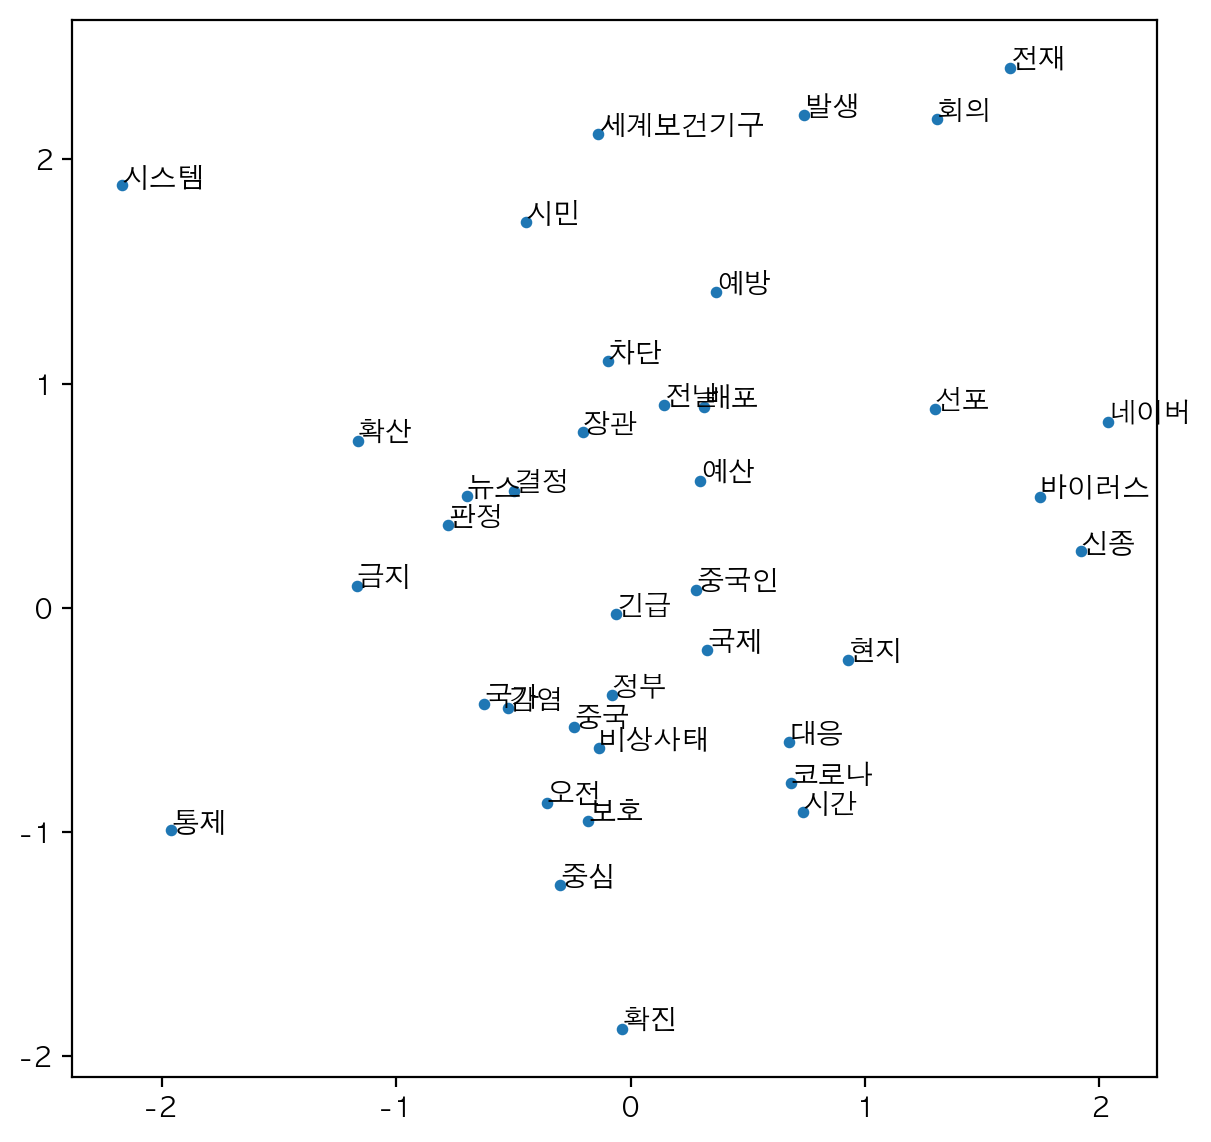 전재
발생
회의
세계보건기구
시스템
시민
예방
차단
전날
배포
선포
네이버
장관
확산
예산
뉴스
결정
바이러스
판정
신종
금지
중국인
긴급
국제
현지
정부
국가
감염
중국
비상사태
대응
코로나
오전
시간
보호
통제
중심
확진
2
1
0
-1
-2
-2
-1
0
1
2